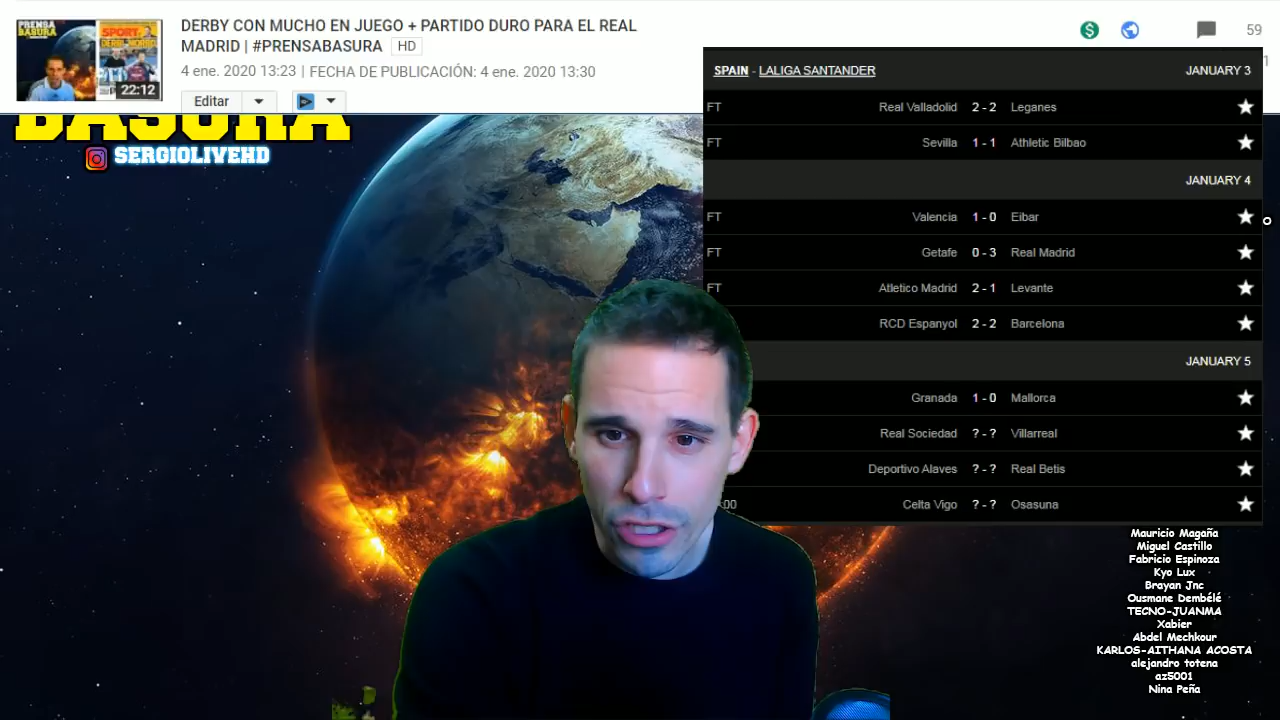 DERBY CON MUCHO EN JUEGO + PARTIDO DURO PARA EL REAL
MADRID | #PRENSABASURA HD
4 ene. 2020 13:23 | FECHA DE PUBLICACIÓN: 4 ene. 2020 13:30
Editar
PRENSA
BASURA
SPORT
22:12
59
1
BASURA
SERGIOLIVEHD
SPAIN - LALIGA SANTANDER JANUARY 3
FT Real Valladolid 2 - 2 Leganes
FT Sevilla 1 - 1 Athletic Bilbao
JANUARY 4
FT Valencia 1 - 0 Eibar
FT Getafe 0 - 3 Real Madrid
FT Atletico Madrid 2 - 1 Levante
RCD Espanyol 2 - 2 Barcelona
JANUARY 5
Granada 1 - 0 Mallorca
Real Sociedad ? - ? Villarreal
Deportivo Alaves ? - ? Real Betis
:00 Celta Vigo ? - ? Osasuna
o
Mauricio Magaña
Miguel Castillo
Fabricio Espinoza
Kyo Lux
Brayan Jnc
Ousmane Dembélé
TECNO-JUANMA
Xabier
Abdel Mechkour
KARLOS-AITHANA ACOSTA
alejandro totena
az5001
Nina Peña